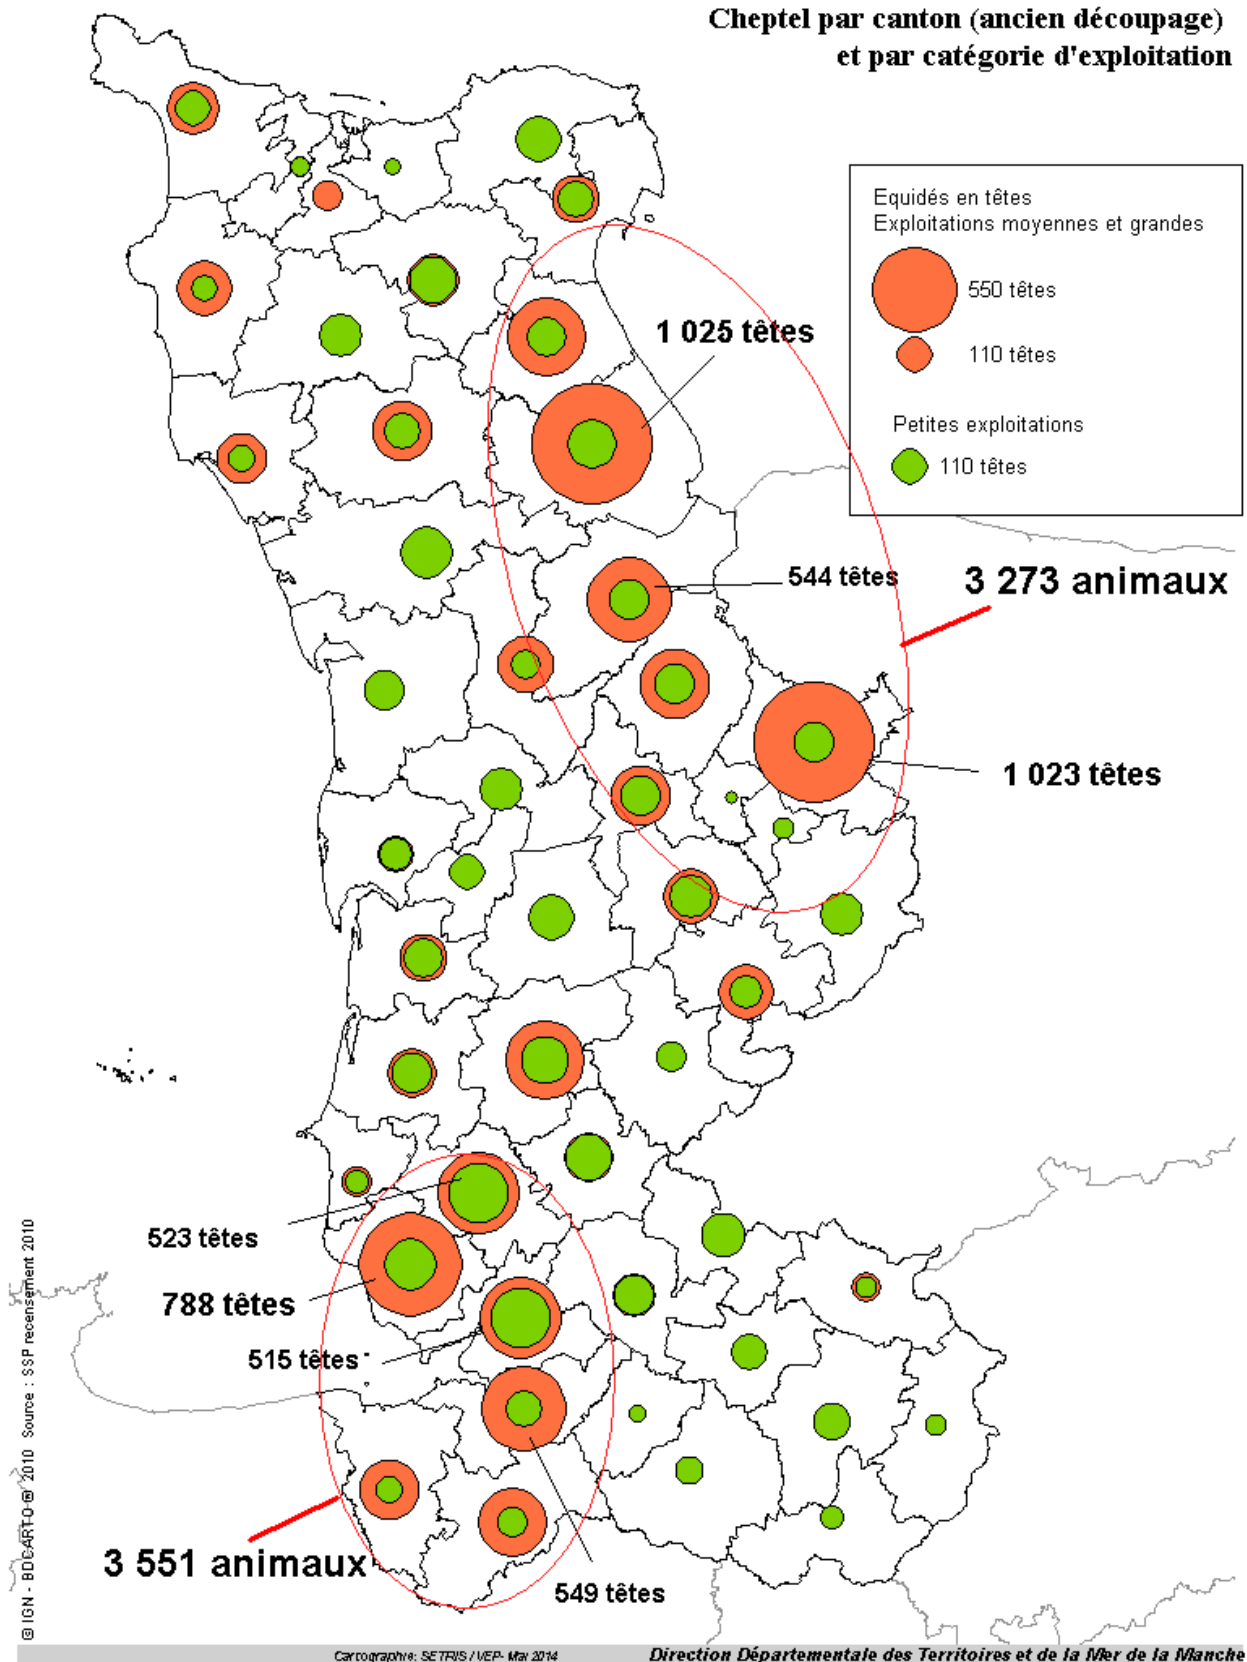 Cheptel par canton (ancien découpage)
et par catégorie d'exploitation
Equidés en têtes
Exploitations moyennes et grandes
550 têtes
110 têtes
Petites exploitations
110 têtes
1 025 têtes
544 têtes
3 273 animaux
1 023 têtes
523 têtes
788 têtes
515 têtes
3 551 animaux
549 têtes
© IGN - BDCARTO® 2010 Source : SSP recensement 2010
Cartographie: SETRIS / VEP- Mai 2014
Direction Départementale des Territoires et de la Mer de la Manche